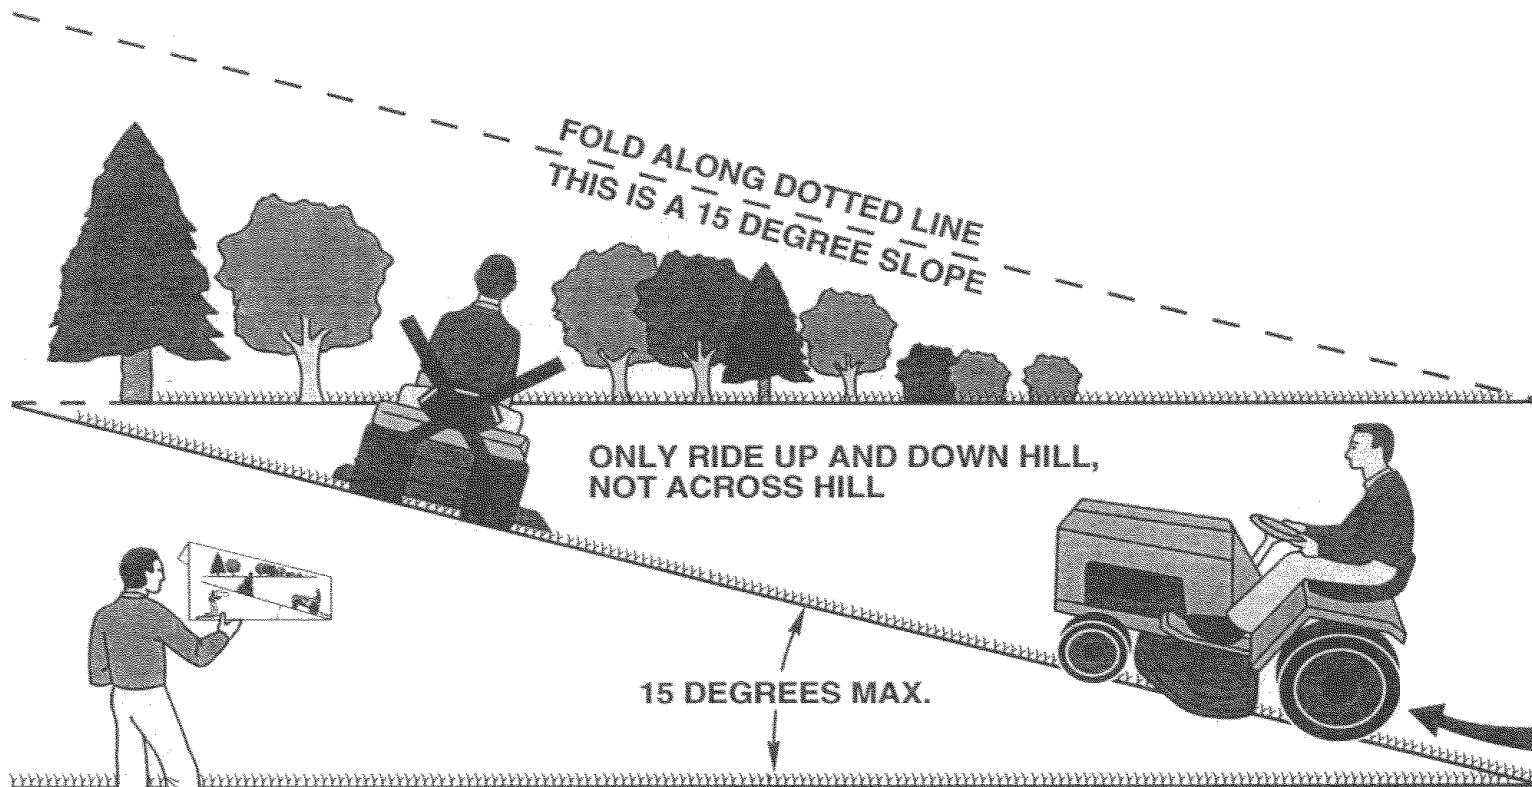 FOLD ALONG DOTTED LINE
THIS IS A 15 DEGREE SLOPE
ONLY RIDE UP AND DOWN HILL,
NOT ACROSS HILL
15 DEGREES MAX.